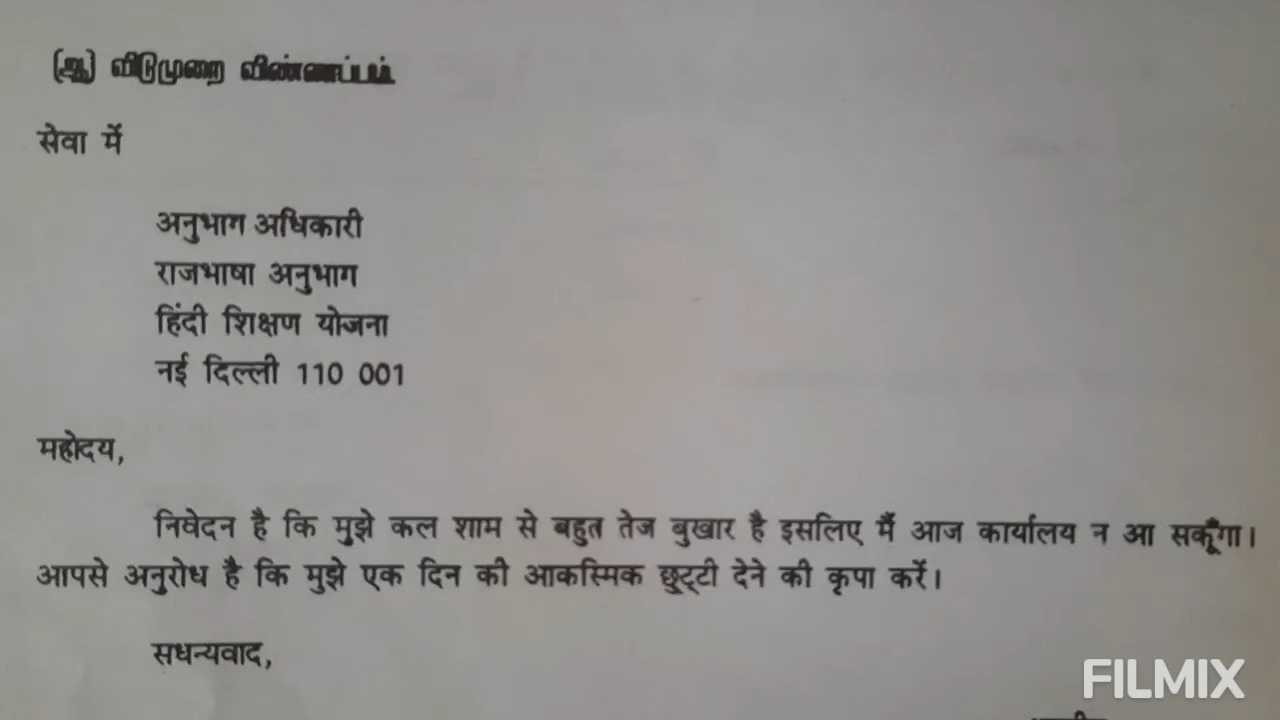 (ஆ) விடுமுறை விண்ணப்பம்
सेवा में
अनुभाग अधिकारी
राजभाषा अनुभाग
हिंदी शिक्षण योजना
नई दिल्ली 110 001
महोदय,
निवेदन है कि मुझे कल शाम से बहुत तेज बुखार है इसलिए मैं आज कार्यालय न आ सकूँगा।
आपसे अनुरोध है कि मुझे एक दिन की आकस्मिक छुट्टी देने की कृपा करें।
सधन्यवाद,
FILMIX